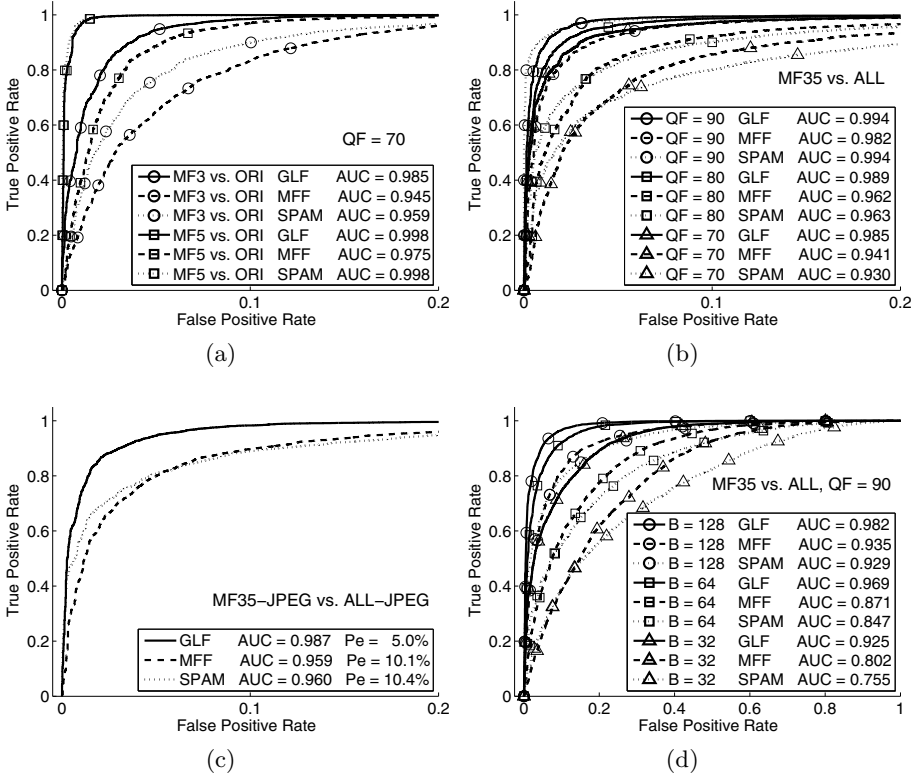 1
0.8
0.6
0.4
0.2
0
True Positive Rate
0
0.1
0.2
False Positive Rate
QF = 70
MF3 vs. ORI GLF AUC = 0.985
MF3 vs. ORI MFF AUC = 0.945
MF3 vs. ORI SPAM AUC = 0.959
MF5 vs. ORI GLF AUC = 0.998
MF5 vs. ORI MFF AUC = 0.975
MF5 vs. ORI SPAM AUC = 0.998
(a)
1
0.8
0.6
0.4
0.2
0
True Positive Rate
0
0.1
0.2
False Positive Rate
MF35 vs. ALL
QF = 90 GLF AUC = 0.994
QF = 90 MFF AUC = 0.982
QF = 90 SPAM AUC = 0.994
QF = 80 GLF AUC = 0.989
QF = 80 MFF AUC = 0.962
QF = 80 SPAM AUC = 0.963
QF = 70 GLF AUC = 0.985
QF = 70 MFF AUC = 0.941
QF = 70 SPAM AUC = 0.930
(b)
1
0.8
0.6
0.4
0.2
0
True Positive Rate
0
0.1
0.2
False Positive Rate
MF35−JPEG vs. ALL−JPEG
GLF AUC = 0.987 Pe = 5.0%
MFF AUC = 0.959 Pe = 10.1%
SPAM AUC = 0.960 Pe = 10.4%
(c)
1
0.8
0.6
0.4
0.2
0
True Positive Rate
0
0.2
0.4
0.6
0.8
1
False Positive Rate
MF35 vs. ALL, QF = 90
B = 128 GLF AUC = 0.982
B = 128 MFF AUC = 0.935
B = 128 SPAM AUC = 0.929
B = 64 GLF AUC = 0.969
B = 64 MFF AUC = 0.871
B = 64 SPAM AUC = 0.847
B = 32 GLF AUC = 0.925
B = 32 MFF AUC = 0.802
B = 32 SPAM AUC = 0.755
(d)